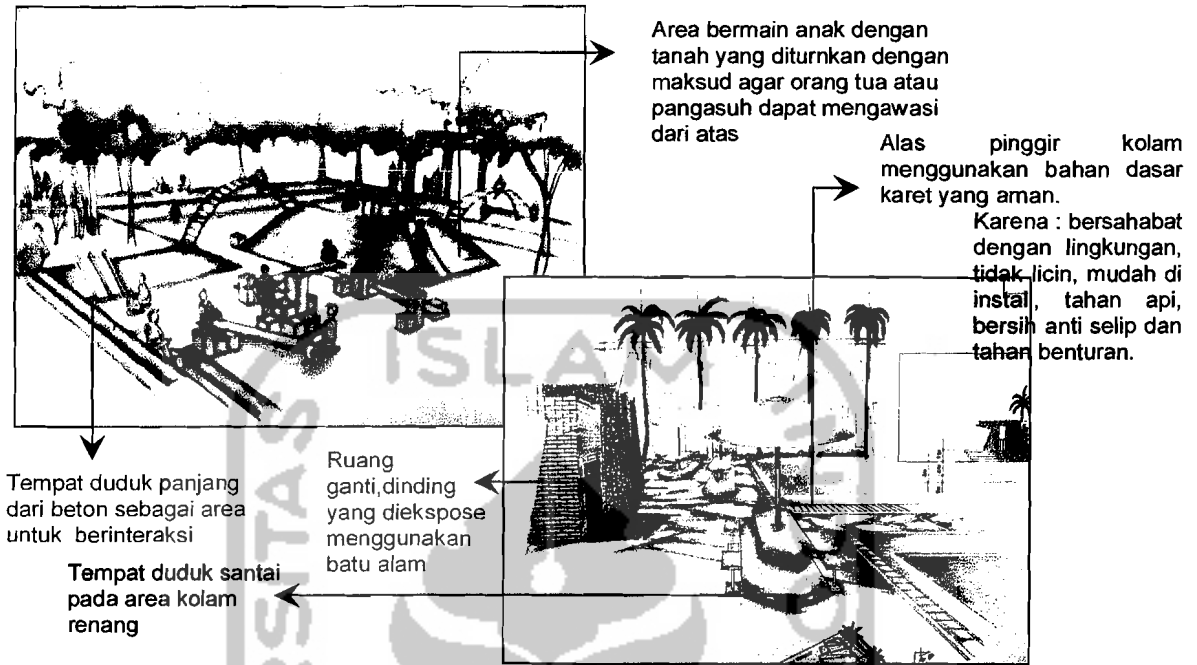 Area bermain anak dengan
tanah yang diturnkan dengan
maksud agar orang tua atau
pangasuh dapat mengawasi
dari atas
Alas pinggir kolam
menggunakan bahan dasar
karet yang aman.
Karena : bersahabat
dengan lingkungan,
tidak licin, mudah di
instal, tahan api,
bersih anti selip dan
tahan benturan.
Tempat duduk panjang
dari beton sebagai area
untuk berinteraksi
Ruang
ganti,dinding
yang diekspose
menggunakan
batu alam
Tempat duduk santai
pada area kolam
renang
ISLAM